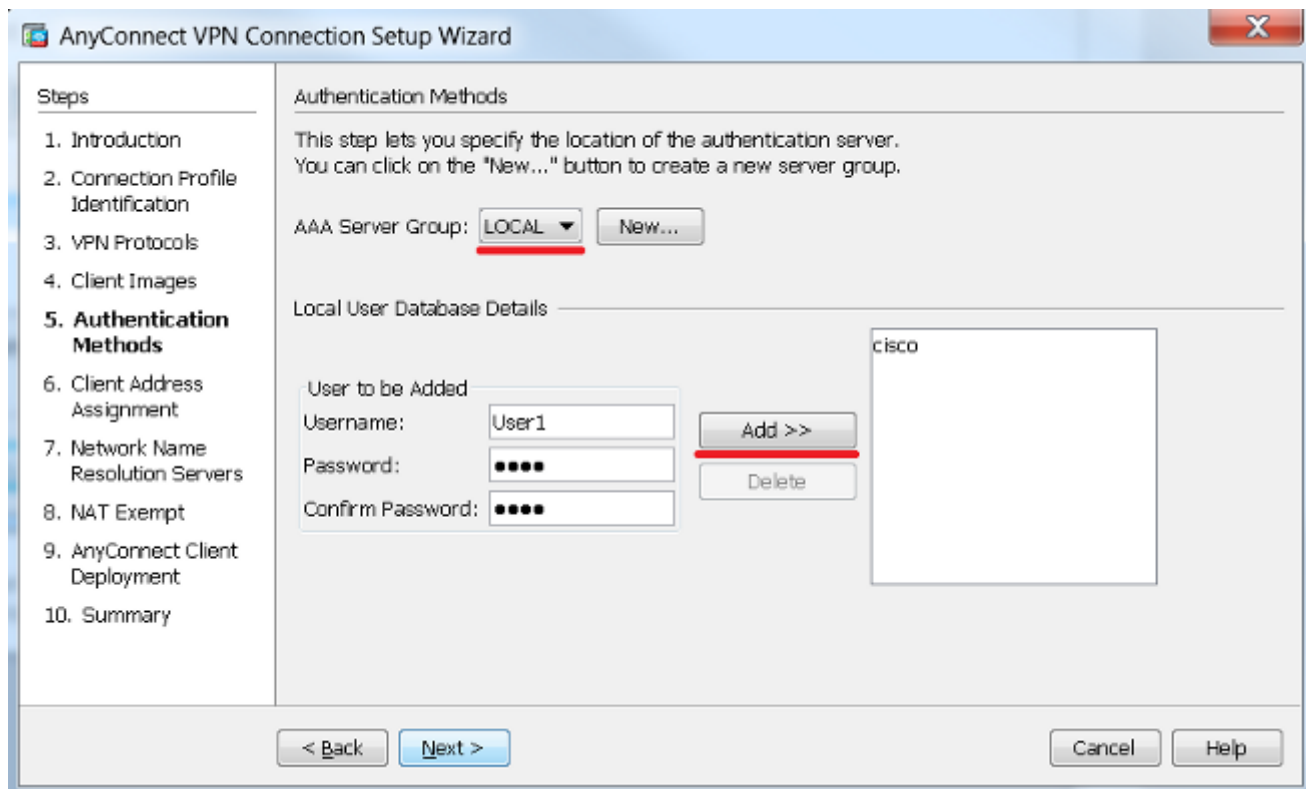 AnyConnect VPN Connection Setup Wizard
X
Steps
1. Introduction
2. Connection Profile
Identification
3. VPN Protocols
4. Client Images
5. Authentication
Methods
6. Client Address
Assignment
7. Network Name
Resolution Servers
8. NAT Exempt
9. AnyConnect Client
Deployment
10. Summary
Authentication Methods
This step lets you specify the location of the authentication server.
You can click on the "New..." button to create a new server group.
AAA Server Group: LOCAL New...
Local User Database Details
User to be Added
Username: User1
Password: ●●●●
Confirm Password: ●●●●
Add >>
Delete
cisco
< Back Next > Cancel Help